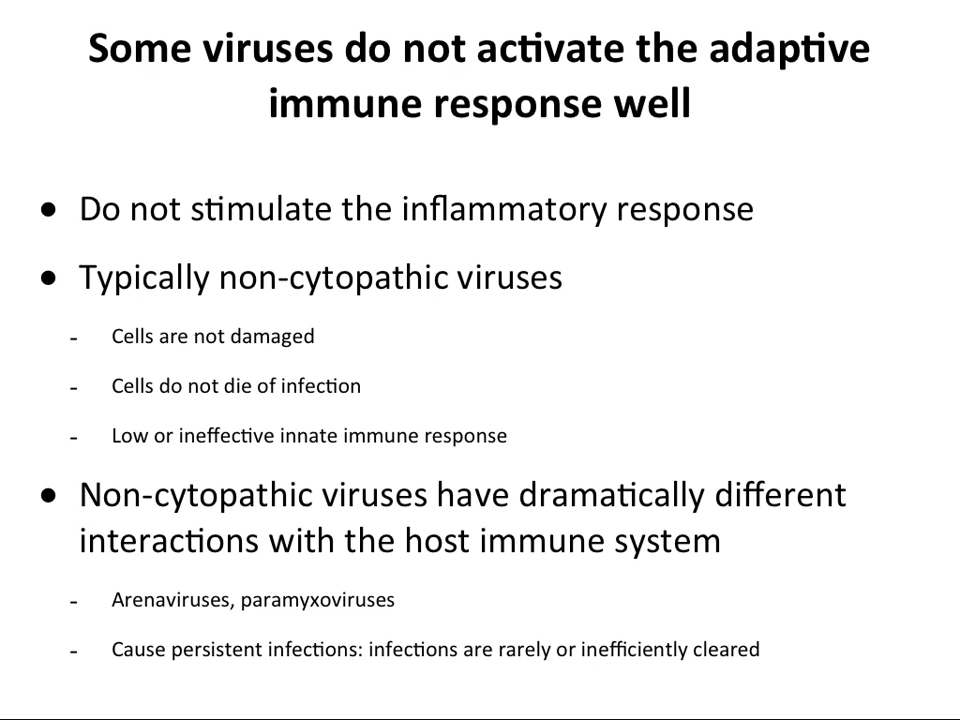 Some viruses do not activate the adaptive
immune response well
• Do not stimulate the inflammatory response
• Typically non-cytopathic viruses
- Cells are not damaged
- Cells do not die of infection
- Low or ineffective innate immune response
• Non-cytopathic viruses have dramatically different
interactions with the host immune system
- Arenaviruses, paramyxoviruses
- Cause persistent infections: infections are rarely or inefficiently cleared